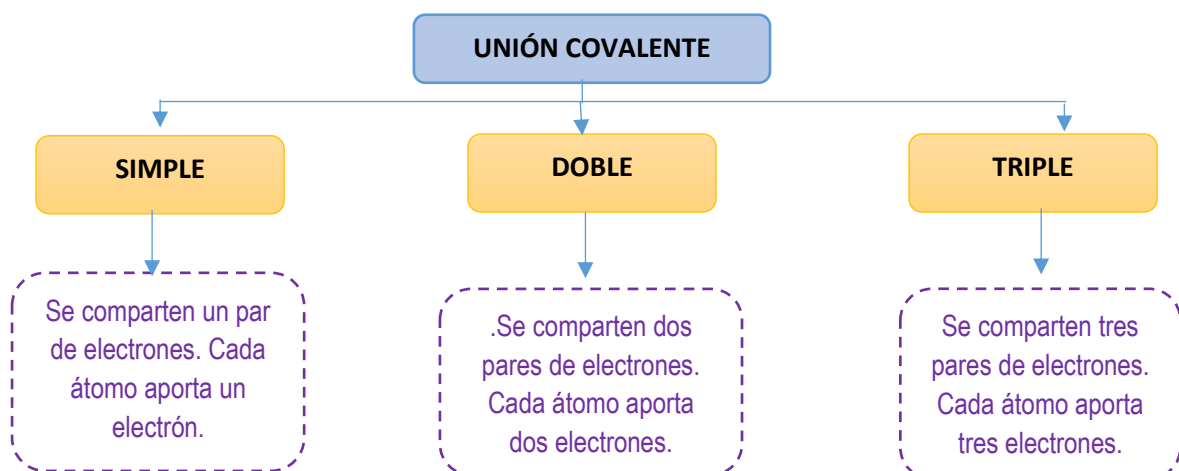 UNIÓN COVALENTE
SIMPLE
DOBLE
TRIPLE
Se comparten un par
de electrones. Cada
átomo aporta un
electrón.
.Se comparten dos
pares de electrones.
Cada átomo aporta
dos electrones.
Se comparten tres
pares de electrones.
Cada átomo aporta
tres electrones.